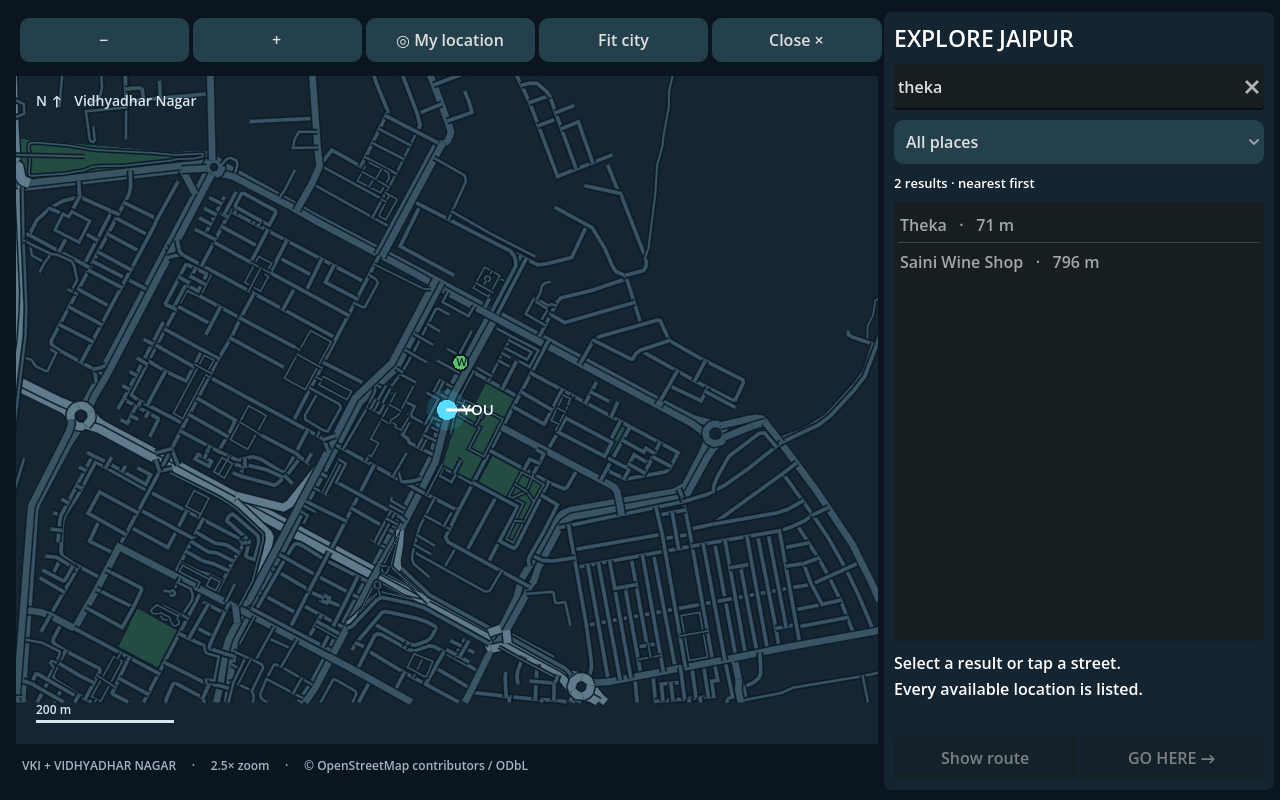 −
+
◎ My location
Fit city
Close ×
EXPLORE JAIPUR
theka
All places
2 results · nearest first
Theka · 71 m
Saini Wine Shop · 796 m
N ↑ Vidhyadhar Nagar
W
YOU
200 m
Select a result or tap a street.
Every available location is listed.
Show route
GO HERE →
VKI + VIDHYADHAR NAGAR · 2.5× zoom · © OpenStreetMap contributors / ODbL